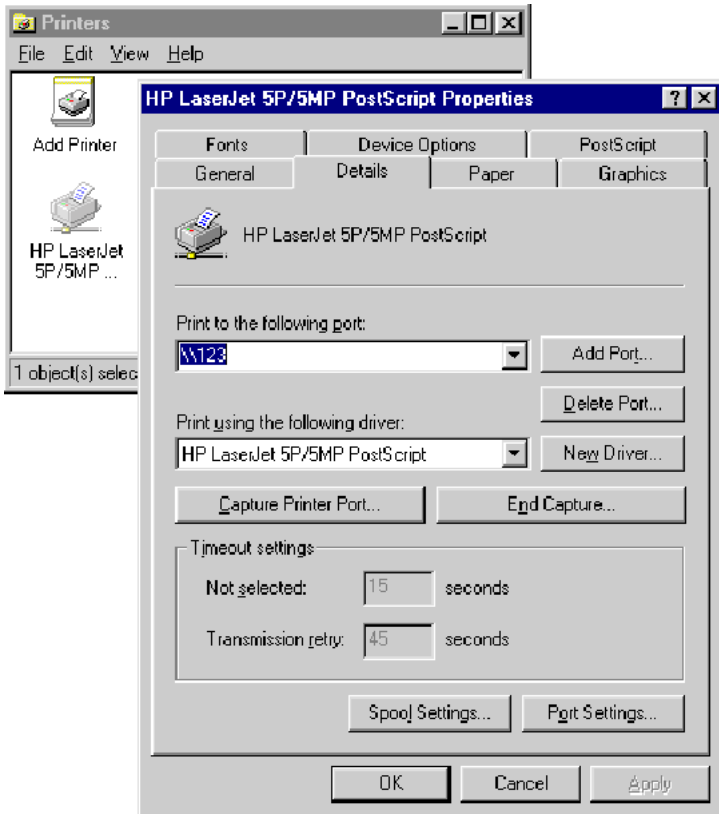 Printers
File Edit View Help
Add Printer
HP LaserJet
5P/5MP ...
1 object(s) selec
HP LaserJet 5P/5MP PostScript Properties
Fonts Device Options PostScript
General Details Paper Graphics
HP LaserJet 5P/5MP PostScript
Print to the following port:
\\123 Add Port...
Delete Port...
Print using the following driver:
HP LaserJet 5P/5MP PostScript New Driver...
Capture Printer Port... End Capture...
Timeout settings
Not selected: 15 seconds
Transmission retry: 45 seconds
Spool Settings... Port Settings...
OK Cancel Apply